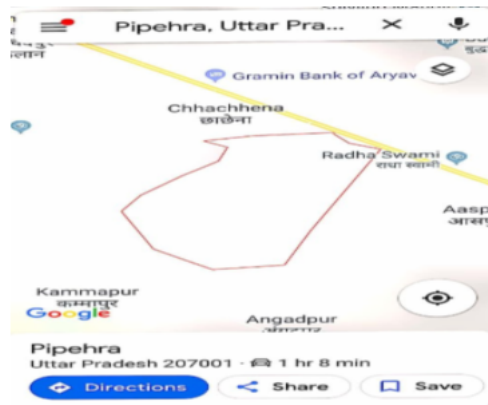 Pipehra, Uttar Pra...
Gramin Bank of Aryav
Chhachhena
छाछेना
Radha Swami
राधा स्वामी
Aasp
Kammapur
कम्मापुर
Google
Angadpur
Pipehra
Uttar Pradesh 207001 · 1 hr 8 min
Directions
Share
Save